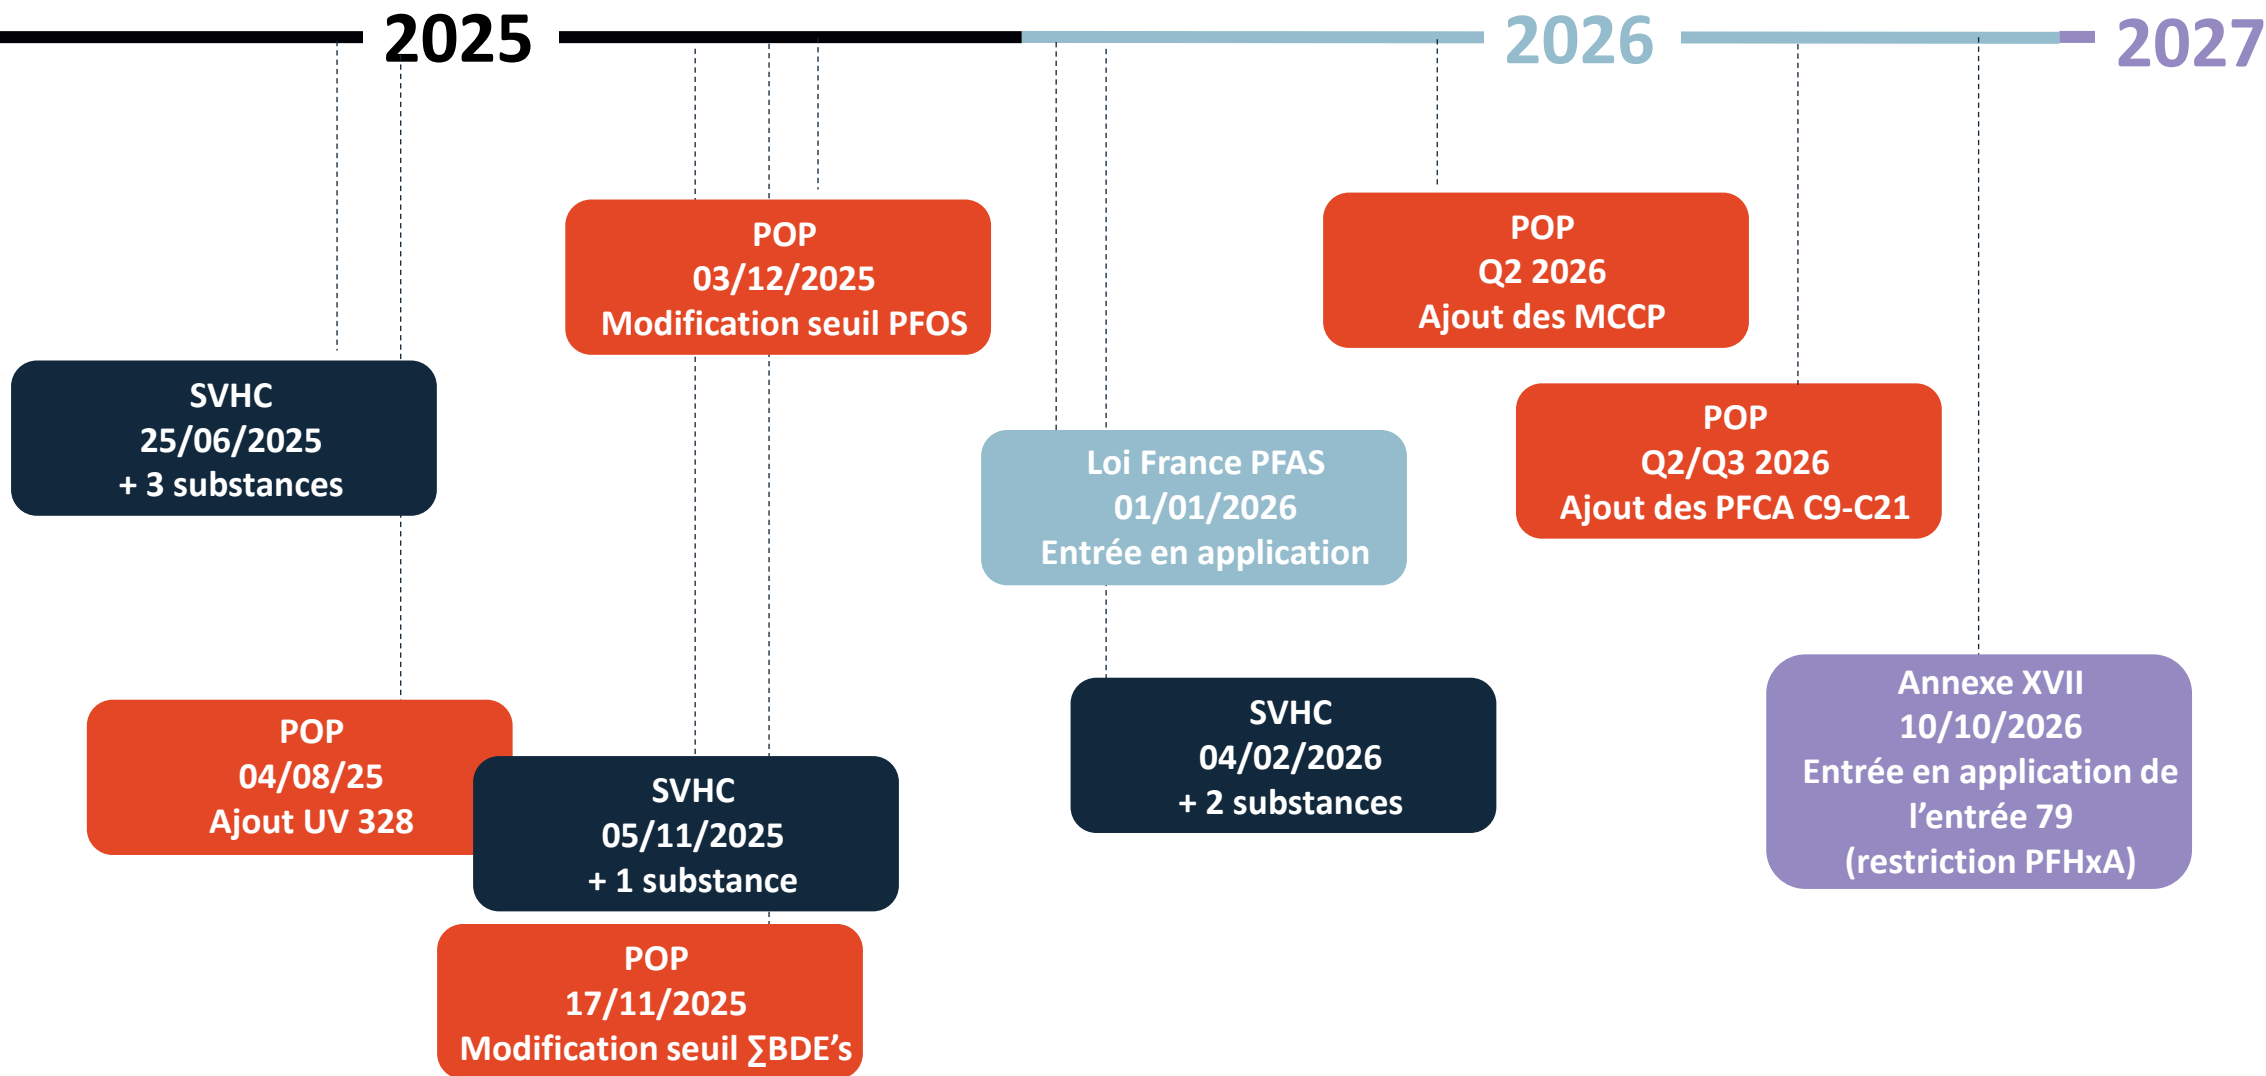 2025
2026
2027
SVHC
25/06/2025
+ 3 substances
POP
04/08/25
Ajout UV 328
POP
03/12/2025
Modification seuil PFOS
SVHC
05/11/2025
+ 1 substance
POP
17/11/2025
Modification seuil ∑BDE’s
Loi France PFAS
01/01/2026
Entrée en application
SVHC
04/02/2026
+ 2 substances
POP
Q2 2026
Ajout des MCCP
POP
Q2/Q3 2026
Ajout des PFCA C9-C21
Annexe XVII
10/10/2026
Entrée en application de
l’entrée 79
(restriction PFHxA)